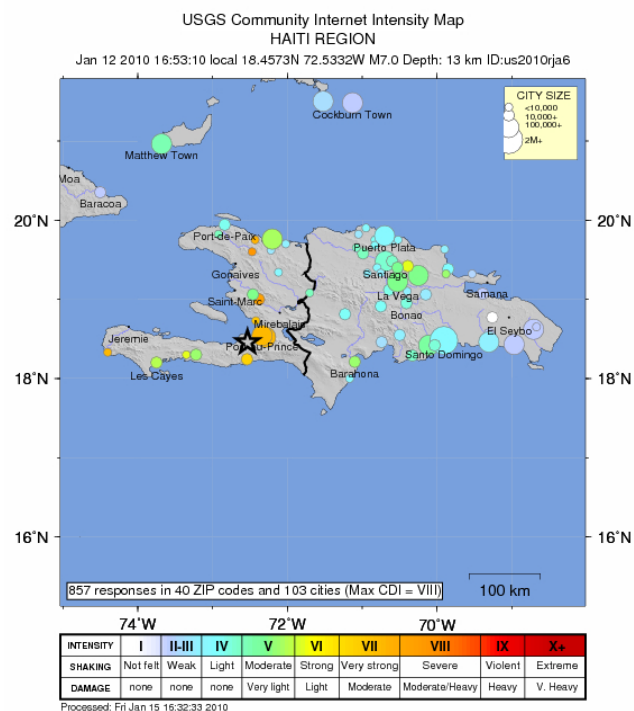 USGS Community Internet Intensity Map
HAITI REGION
Jan 12 2010 16:53:10 local 18.4573N 72.5332W M7.0 Depth: 13 km ID:us2010rja6
CITY SIZE
<10,000
10,000+
100,000+
2M+
Cockburn Town
Matthew Town
Moa
Baracoa
20˚N
20˚N
Port-de-Paix
Puerto Plata
Gonaives
Santiago
Samana
Saint-Marc
La Vega
Mirebalais
Bonao
El Seybo
Jeremie
Port-au-Prince
Santo Domingo
18˚N
18˚N
Les Cayes
Barahona
16˚N
16˚N
857 responses in 40 ZIP codes and 103 cities (Max CDI = VIII)
100 km
74˚W
72˚W
70˚W
INTENSITY I II-III IV V VI VII VIII IX X+
SHAKING Not felt Weak Light Moderate Strong Very strong Severe Violent Extreme
DAMAGE none none none Very light Light Moderate Moderate/Heavy Heavy V. Heavy
Processed: Fri Jan 15 16:32:33 2010